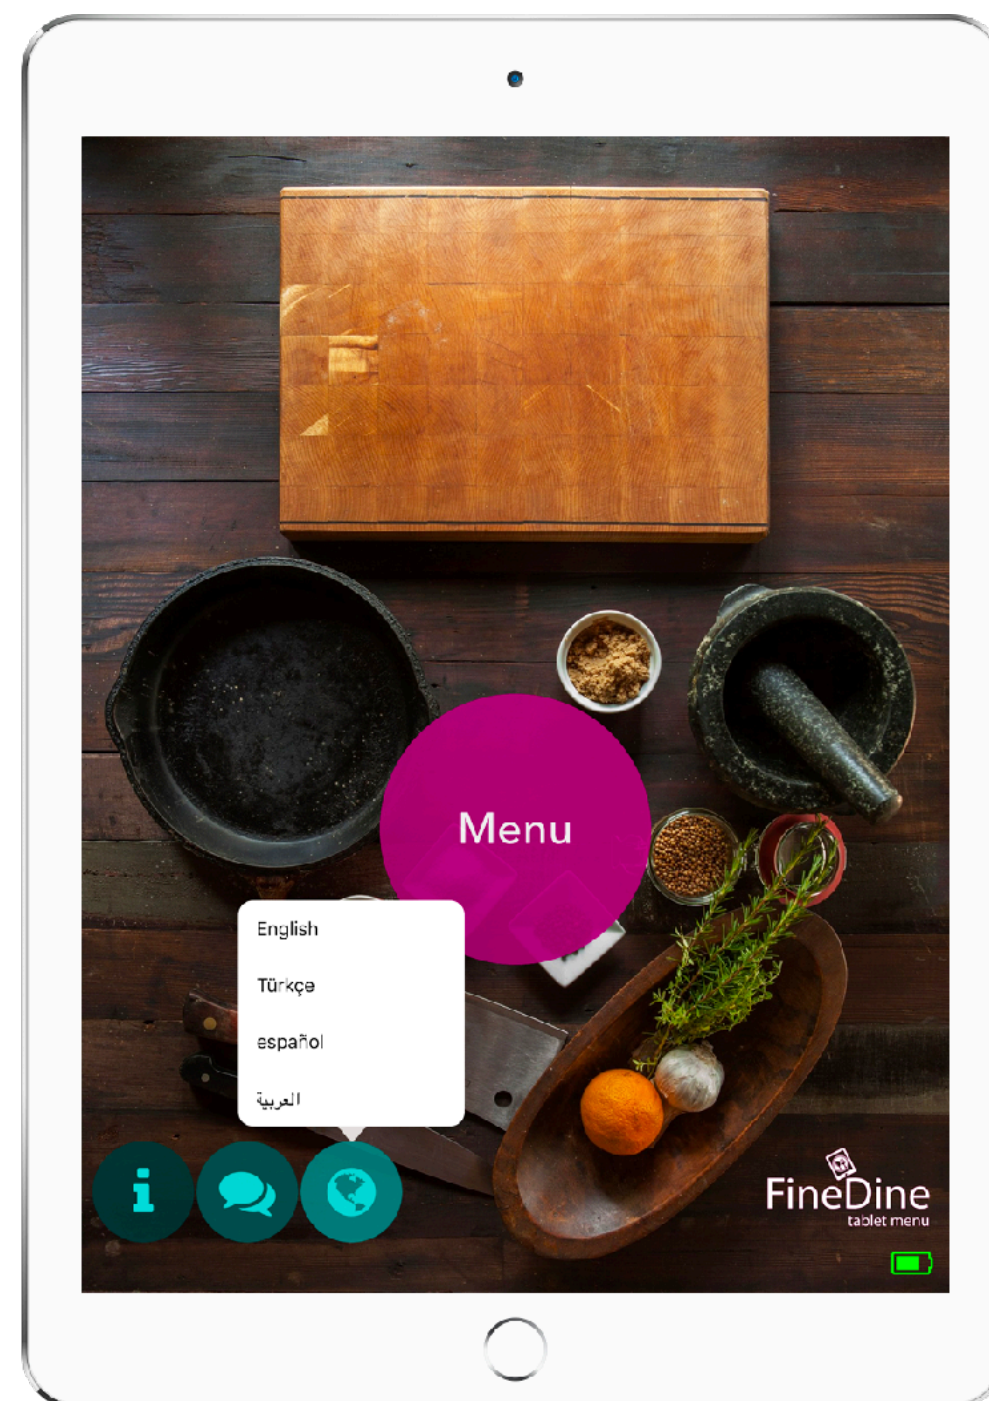 Menu
English
Türkçe
español
العربية
FineDine
tablet menu